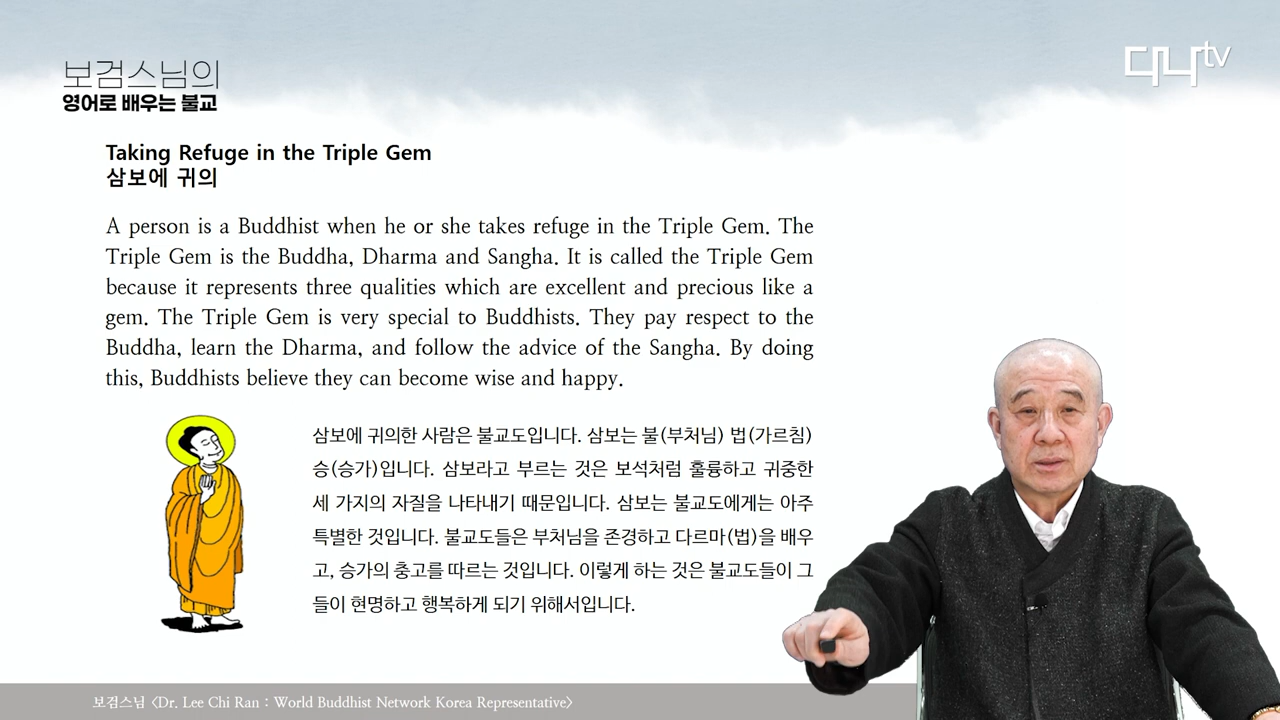 보검스님의
영어로 배우는 불교
디나tv
Taking Refuge in the Triple Gem
삼보에 귀의
A person is a Buddhist when he or she takes refuge in the Triple Gem. The
Triple Gem is the Buddha, Dharma and Sangha. It is called the Triple Gem
because it represents three qualities which are excellent and precious like a
gem. The Triple Gem is very special to Buddhists. They pay respect to the
Buddha, learn the Dharma, and follow the advice of the Sangha. By doing
this, Buddhists believe they can become wise and happy.
삼보에 귀의한 사람은 불교도입니다. 삼보는 불(부처님) 법(가르침)
승(승가)입니다. 삼보라고 부르는 것은 보석처럼 훌륭하고 귀중한
세 가지의 자질을 나타내기 때문입니다. 삼보는 불교도에게는 아주
특별한 것입니다. 불교도들은 부처님을 존경하고 다르마(법)을 배우
고, 승가의 충고를 따르는 것입니다. 이렇게 하는 것은 불교도들이 그
들이 현명하고 행복하게 되기 위해서입니다.
보검스님 <Dr. Lee Chi Ran : World Buddhist Network Korea Representative>